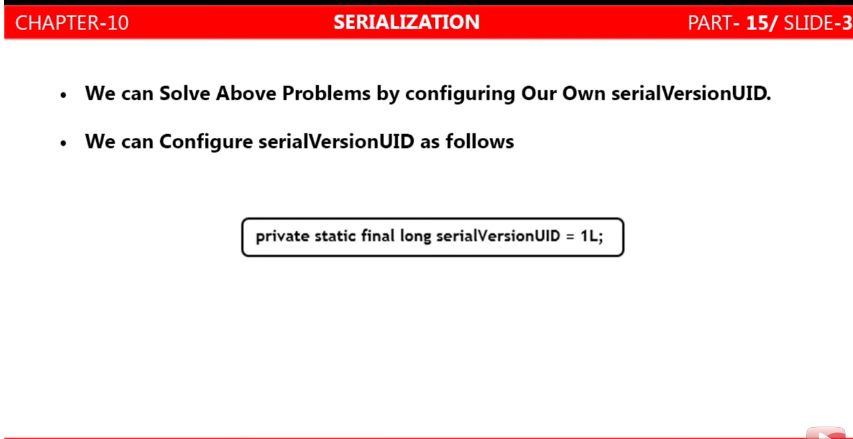 CHAPTER-10 SERIALIZATION PART- 15/ SLIDE-3
• We can Solve Above Problems by configuring Our Own serialVersionUID.
• We can Configure serialVersionUID as follows
private static final long serialVersionUID = 1L;